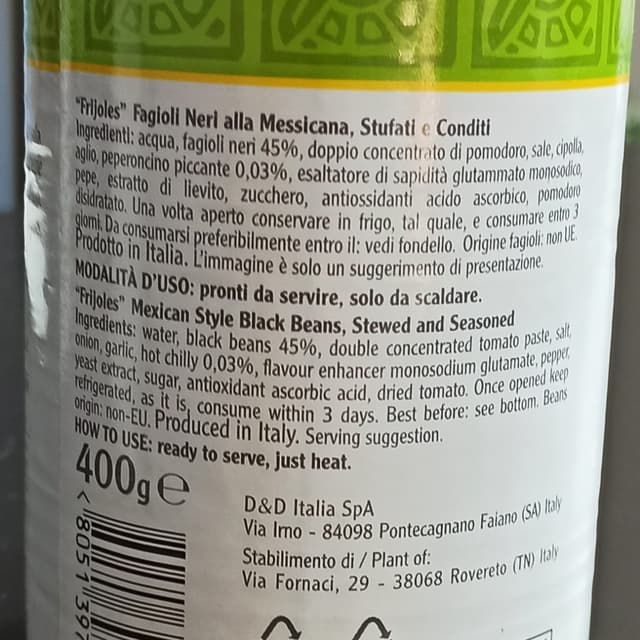 "Frijoles" Fagioli Neri alla Messicana, Stufati e Conditi
Ingredienti: acqua, fagioli neri 45%, doppio concentrato di pomodoro, sale, cipolla,
aglio, peperoncino piccante 0,03%, esaltatore di sapidità glutammato monosodico,
pepe, estratto di lievito, zucchero, antiossidanti acido ascorbico, pomodoro
disidratato. Una volta aperto conservare in frigo, tal quale, e consumare entro 3
giorni. Da consumarsi preferibilmente entro il: vedi fondello. Origine fagioli: non UE.
Prodotto in Italia. L'immagine è solo un suggerimento di presentazione.
MODALITÀ D'USO: pronti da servire, solo da scaldare.
"Frijoles" Mexican Style Black Beans, Stewed and Seasoned
Ingredients: water, black beans 45%, double concentrated tomato paste, salt,
onion, garlic, hot chilly 0,03%, flavour enhancer monosodium glutamate, pepper,
yeast extract, sugar, antioxidant ascorbic acid, dried tomato. Once opened keep
refrigerated, as it is, consume within 3 days. Best before: see bottom. Beans
origin: non-EU. Produced in Italy. Serving suggestion.
HOW TO USE: ready to serve, just heat.
400g e
D&D Italia SpA
Via Irno - 84098 Pontecagnano Faiano (SA) Italy
Stabilimento di / Plant of:
Via Fornaci, 29 - 38068 Rovereto (TN) Italy
< 8051397